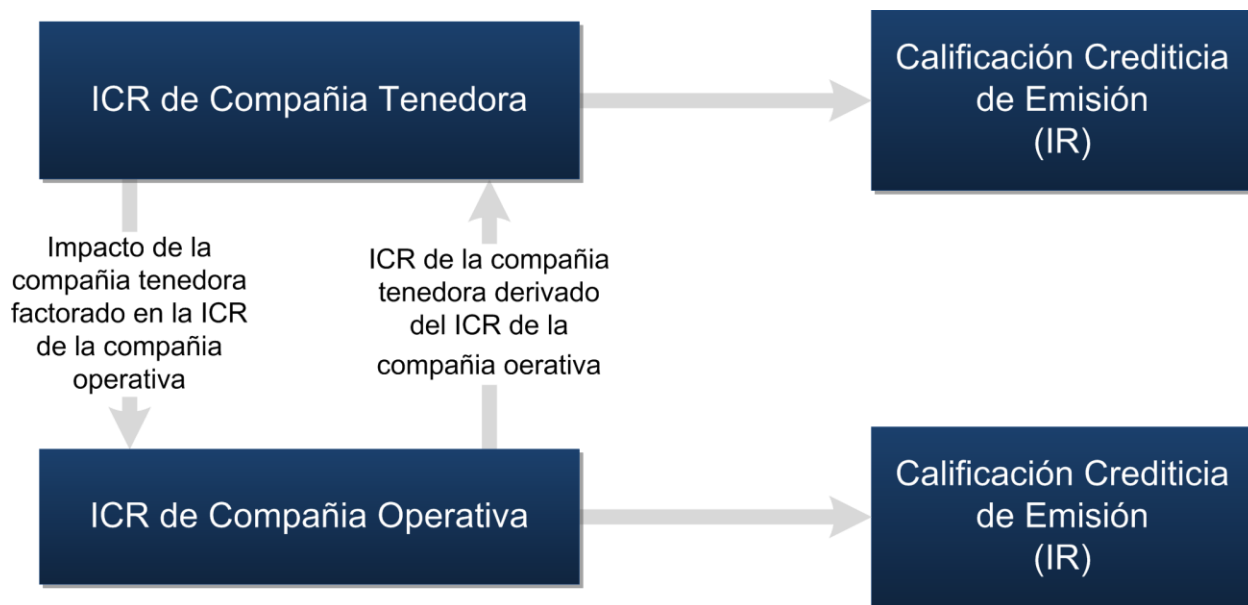 ICR de Compañia Tenedora
Calificación Crediticia
de Emisión
(IR)
Impacto de la
compañia tenedora
factorado en la ICR
de la compañia
operativa
ICR de la compañia
tenedora derivado
del ICR de la
compañia oerativa
ICR de Compañia Operativa
Calificación Crediticia
de Emisión
(IR)